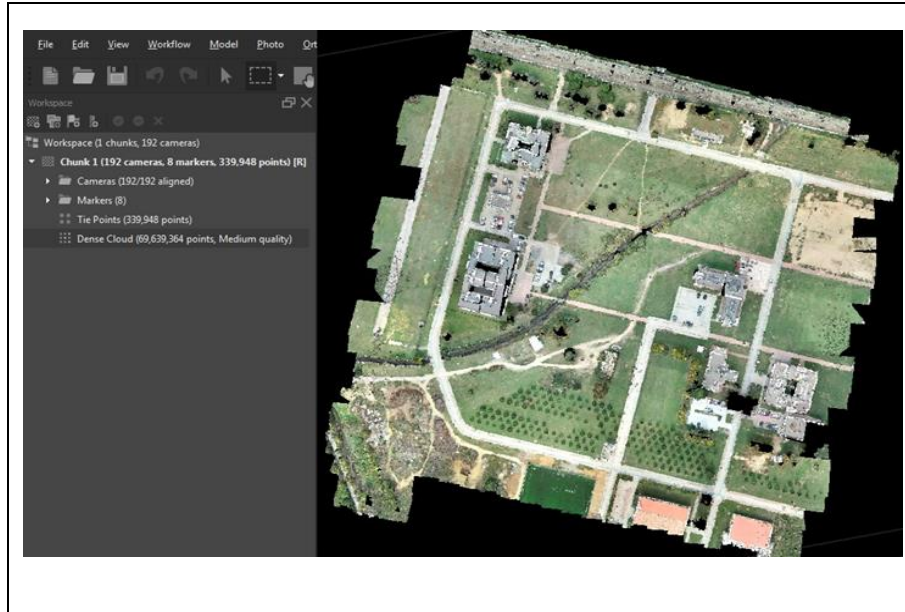 File Edit View Workflow Model Photo Ort
Workspace
Workspace (1 chunks, 192 cameras)
Chunk 1 (192 cameras, 8 markers, 339,948 points) [R]
Cameras (192/192 aligned)
Markers (8)
Tie Points (339,948 points)
Dense Cloud (69,639,364 points, Medium quality)